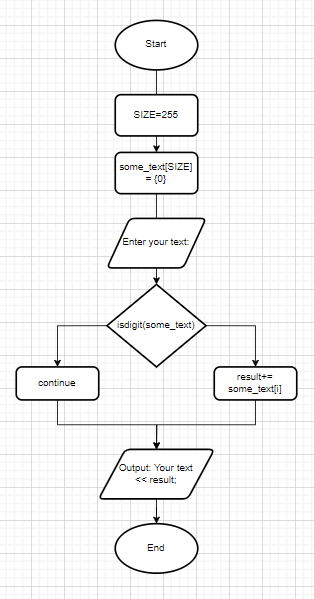 Start
SIZE=255
some_text[SIZE]
= {0}
Enter your text:
isdigit(some_text)
continue
result+=
some_text[i]
Output: Your text
<< result;
End